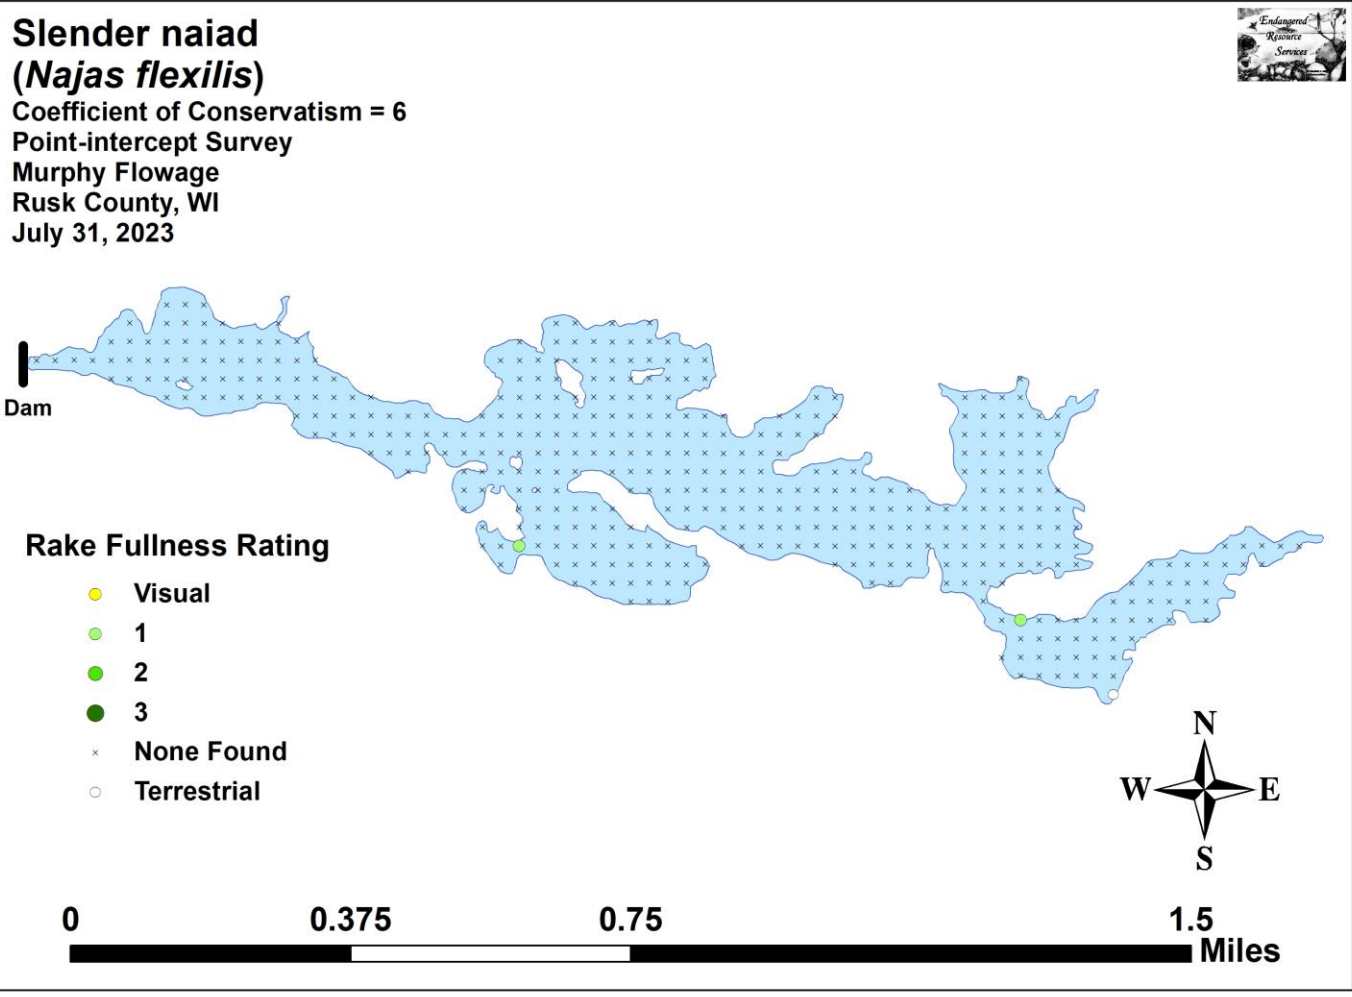 Slender naiad
(Najas flexilis)
Coefficient of Conservatism = 6
Point-intercept Survey
Murphy Flowage
Rusk County, WI
July 31, 2023
Endangered
Resource
Services
Dam
Rake Fullness Rating
Visual
1
2
3
None Found
Terrestrial
N
W E
S
0 0.375 0.75 1.5
Miles